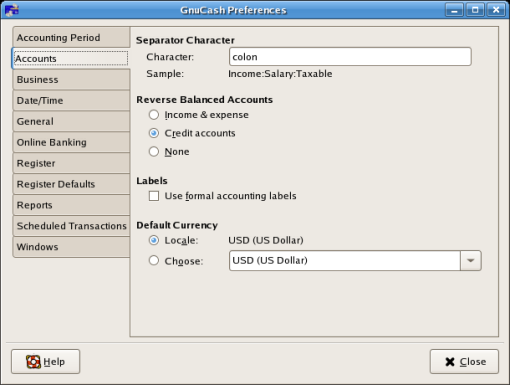 GnuCash Preferences
Accounting Period
Accounts
Business
Date/Time
General
Online Banking
Register
Register Defaults
Reports
Scheduled Transactions
Windows
Separator Character
Character: colon
Sample: Income:Salary:Taxable
Reverse Balanced Accounts
Income & expense
Credit accounts
None
Labels
Use formal accounting labels
Default Currency
Locale: USD (US Dollar)
Choose: USD (US Dollar)
Help
Close